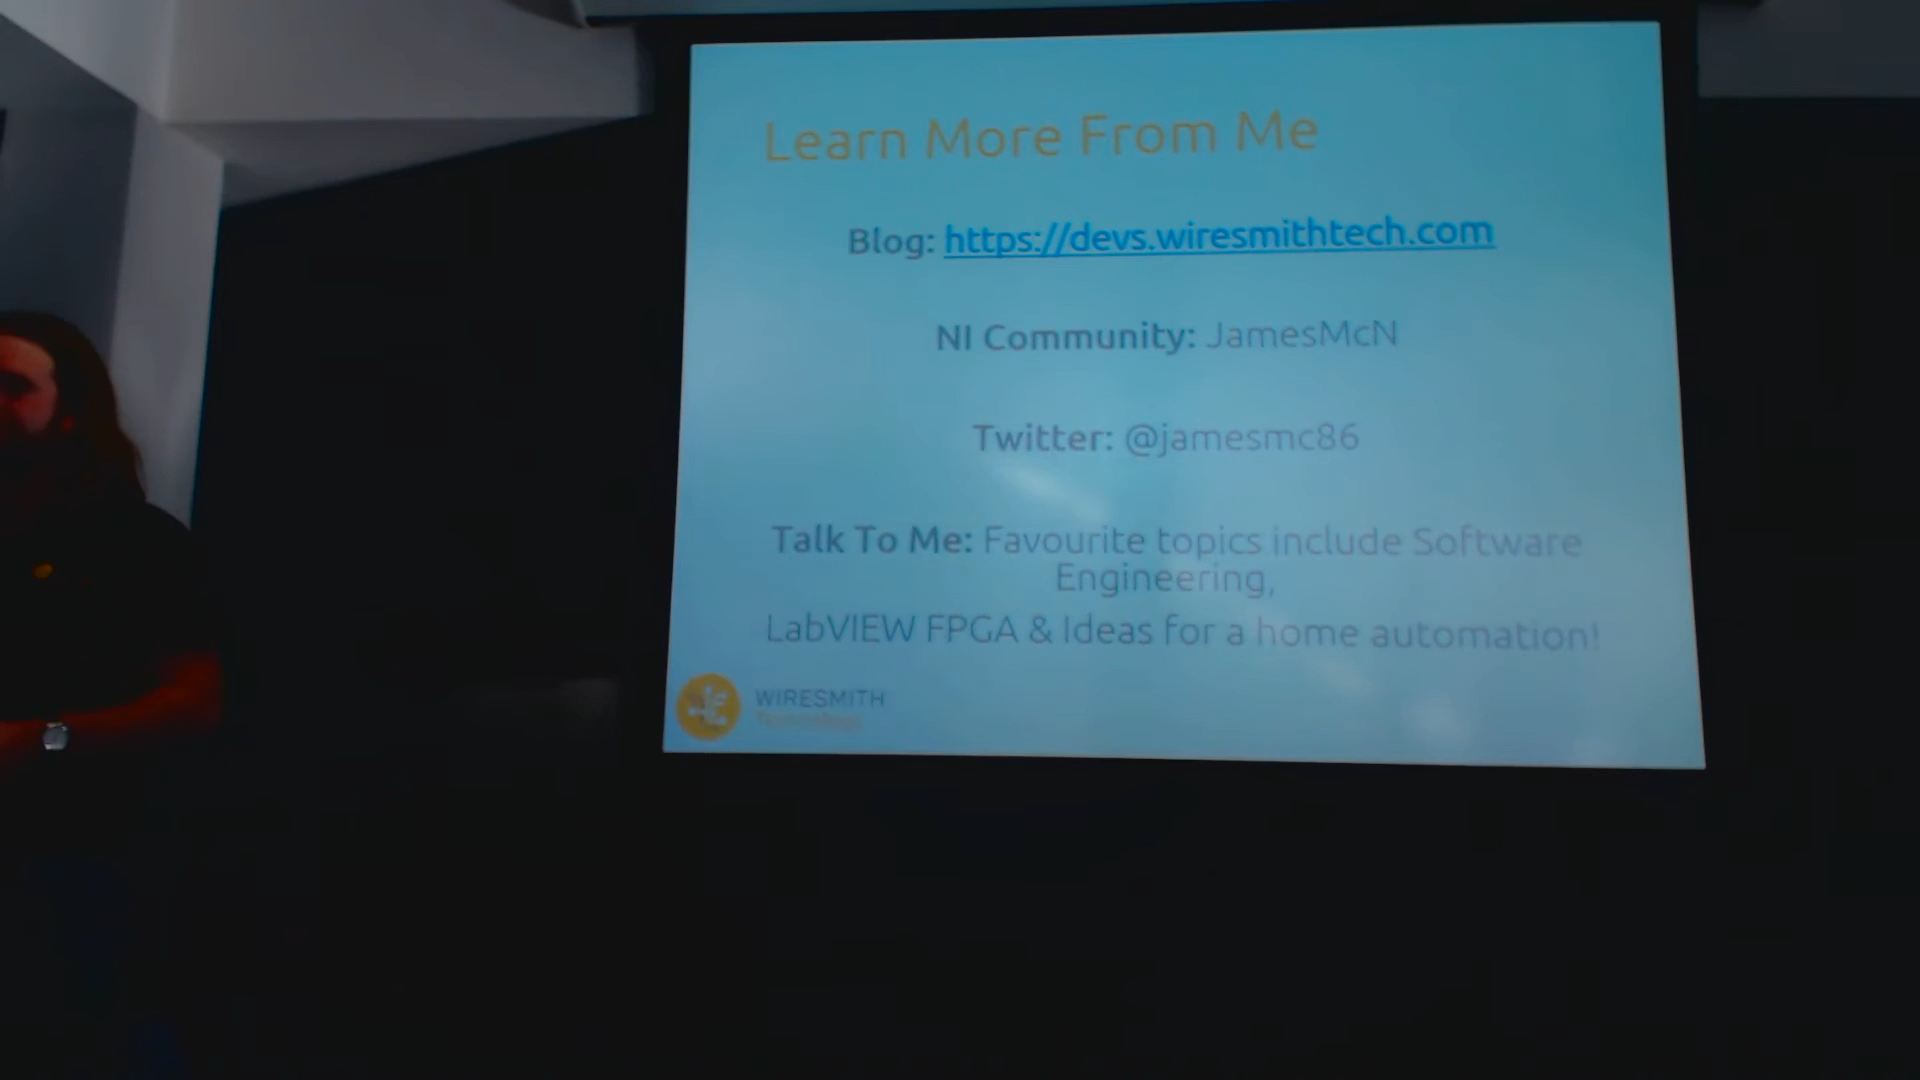 Learn More From Me
Blog: https://devs.wiresmithtech.com
NI Community: JamesMcN
Twitter: @jamesmc86
Talk To Me: Favourite topics include Software
Engineering,
LabVIEW FPGA & Ideas for a home automation!
WIRESMITH
Technology